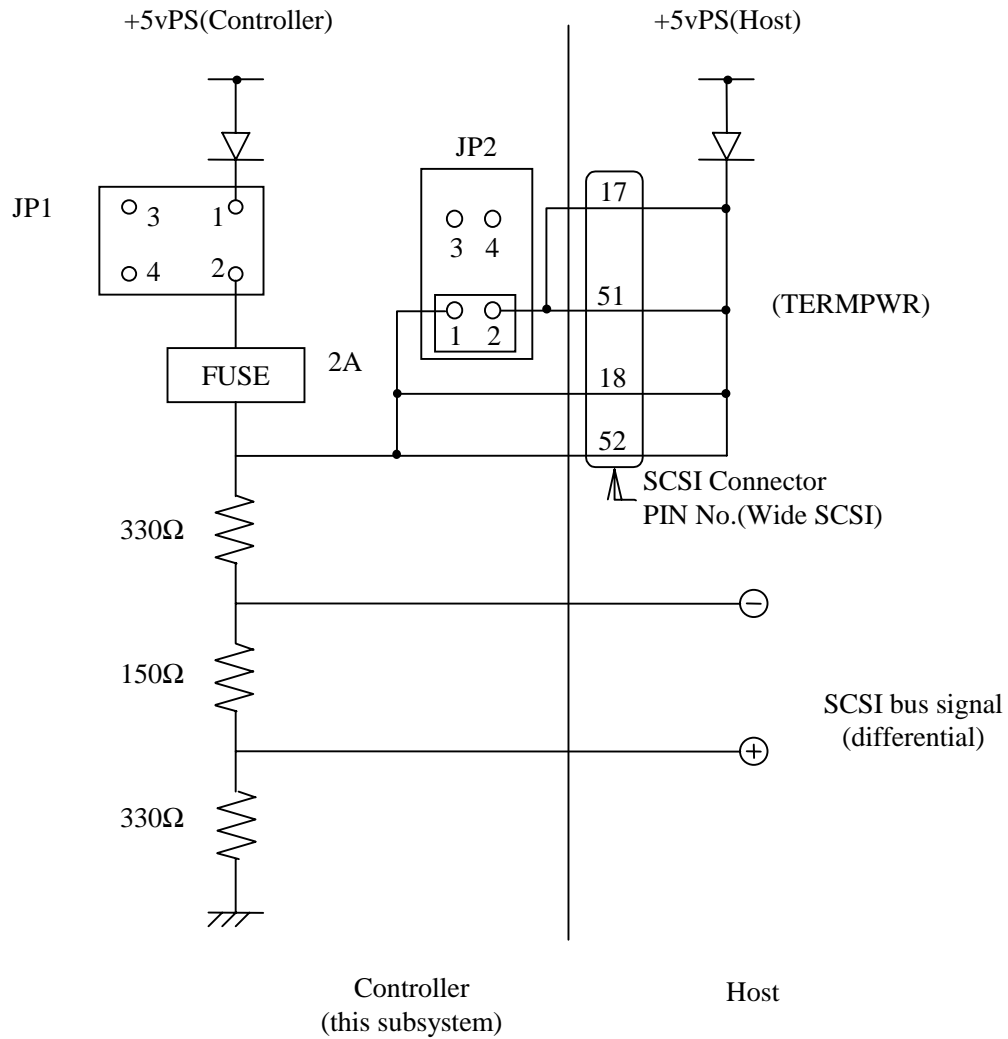 +5vPS(Controller)
+5vPS(Host)
JP1
3
1
4
2
JP2
3
4
1
2
17
51
18
52
(TERMPWR)
FUSE
2A
SCSI Connector
PIN No.(Wide SCSI)
330Ω
−
150Ω
SCSI bus signal
(differential)
+
330Ω
Controller
(this subsystem)
Host